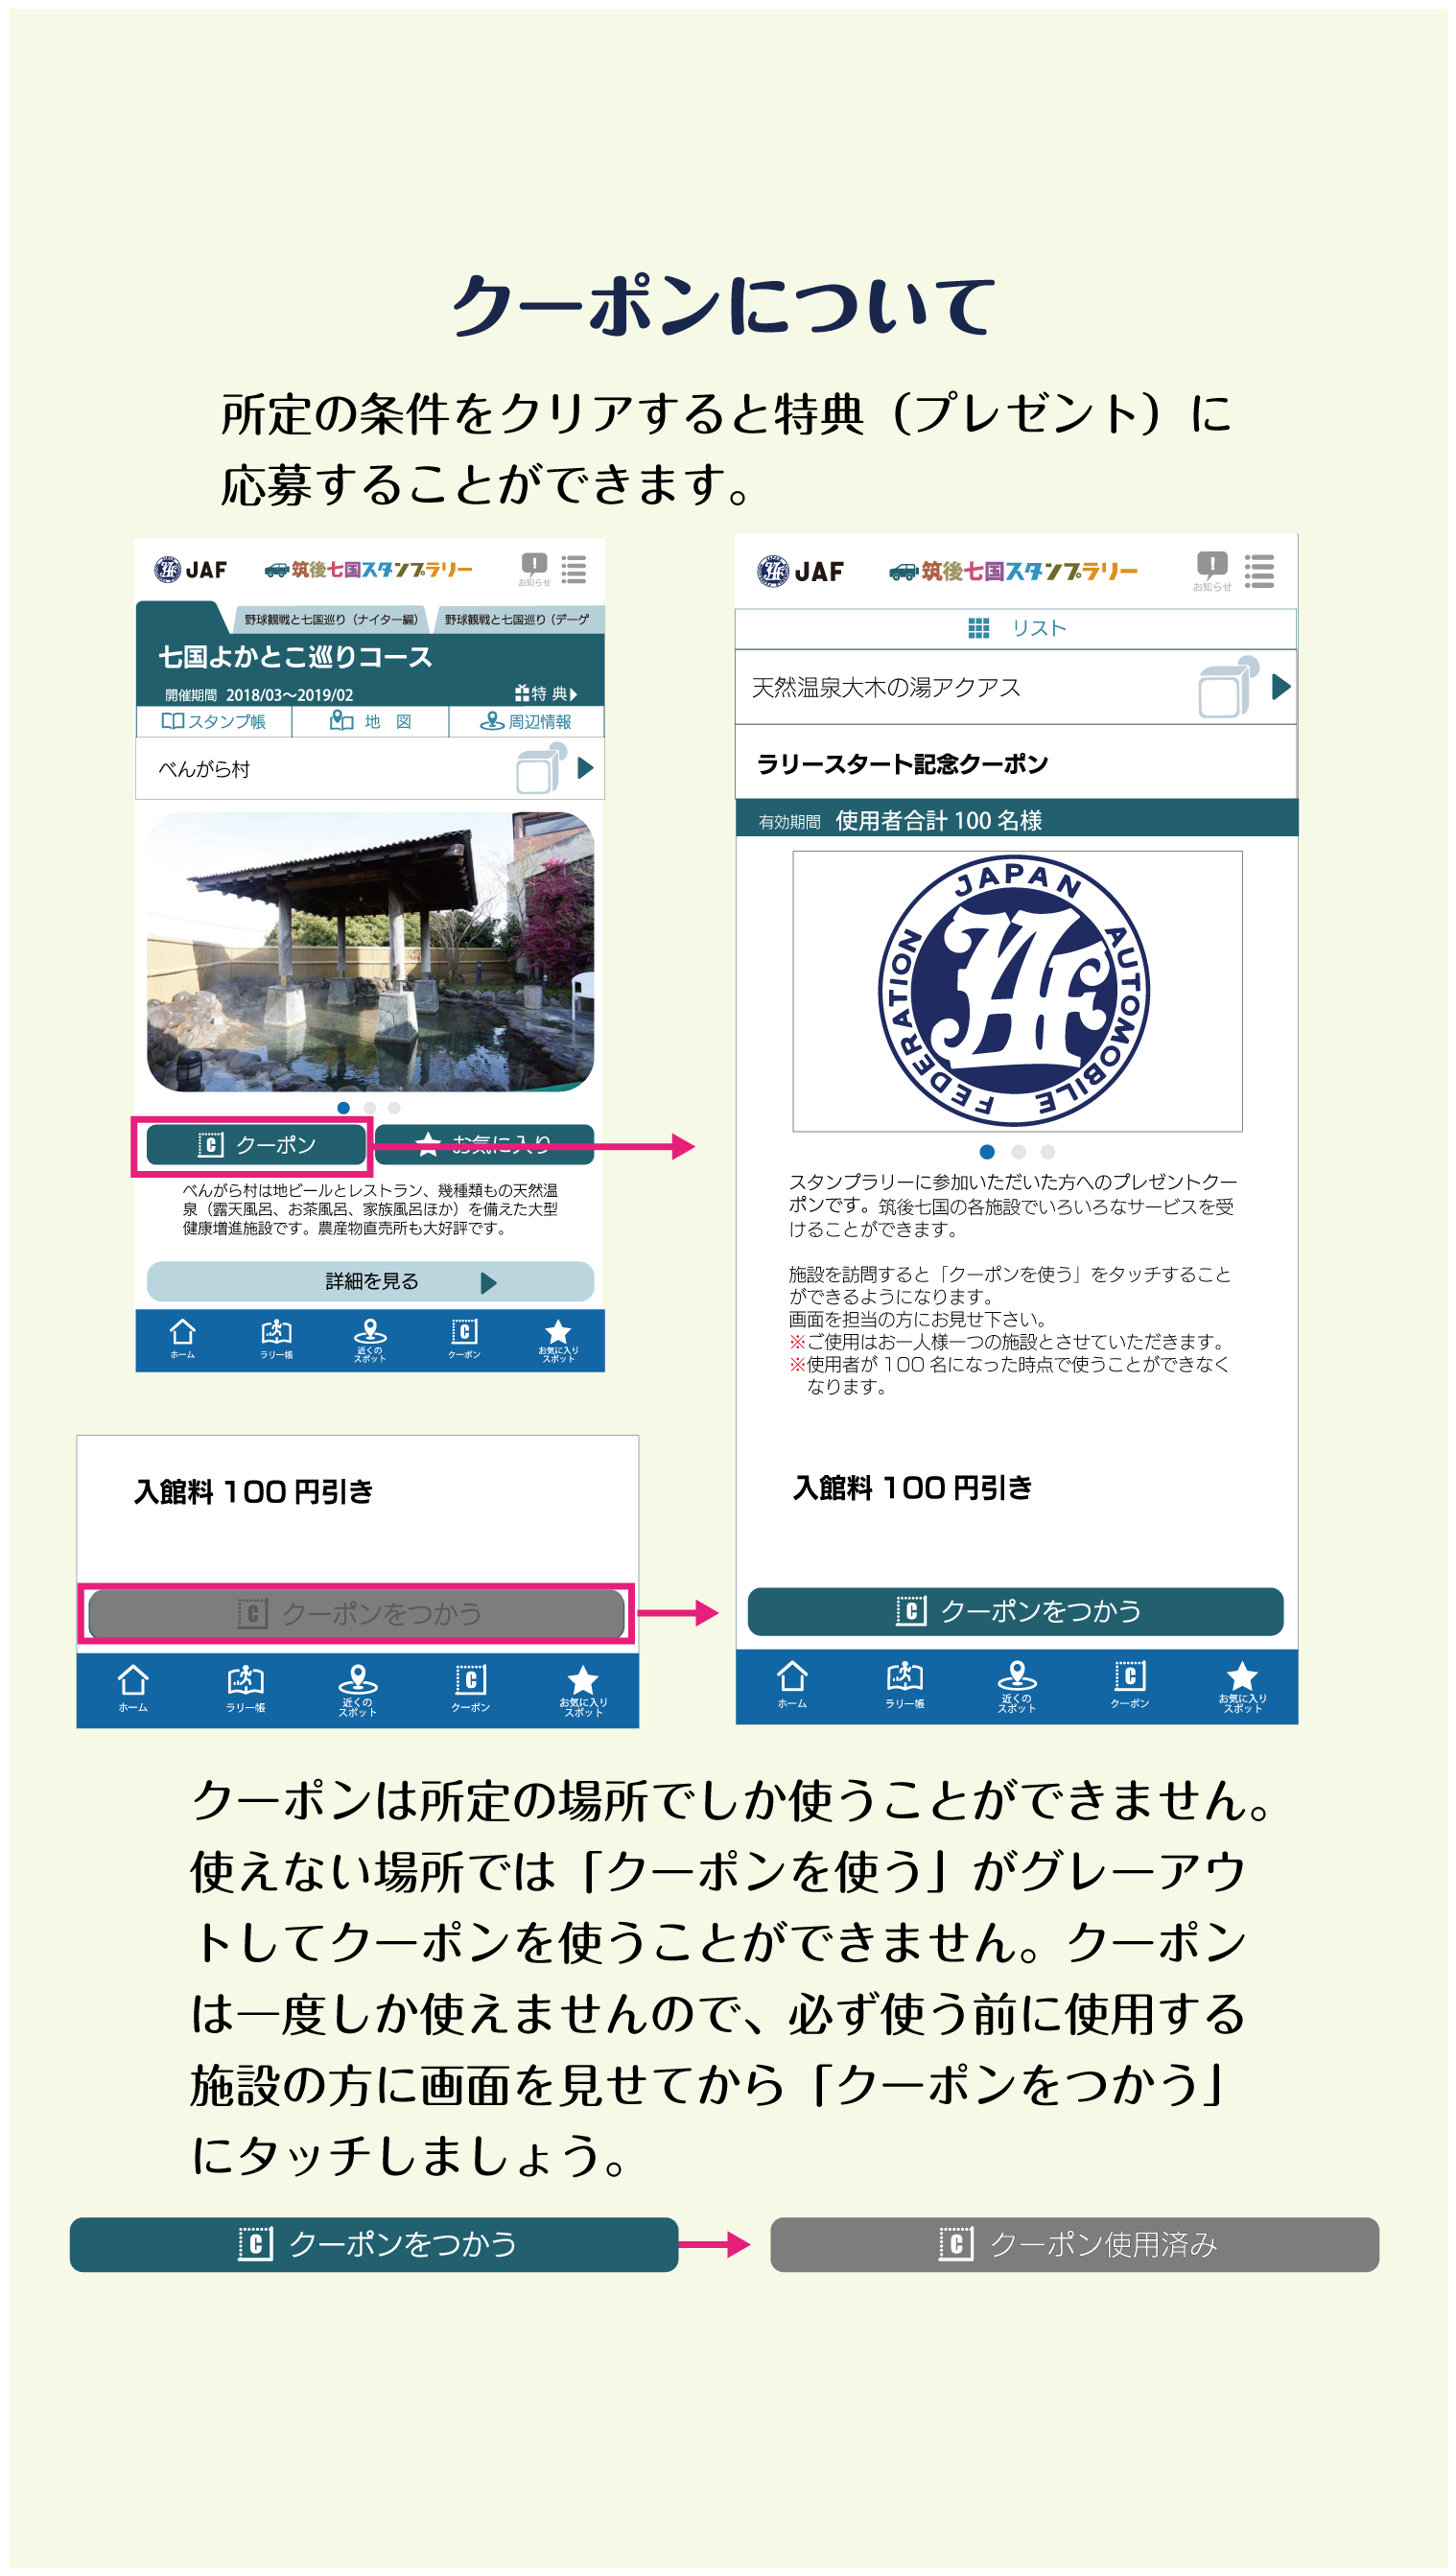 クーポンについて
所定の条件をクリアすると特典（プレゼント）に
応募することができます。
JAF
筑後七国スタンプラリー
お知らせ
野球観戦と七国巡り（ナイター編）
野球観戦と七国巡り（デーゲ
七国よかとこ巡りコース
開催期間 2018/03～2019/02
特 典
スタンプ帳
地 図
周辺情報
べんがら村
クーポン
お気に入り
べんがら村は地ビールとレストラン、幾種類もの天然温
泉（露天風呂、お茶風呂、家族風呂ほか）を備えた大型
健康増進施設です。農産物直売所も大好評です。
詳細を見る
ホーム
ラリー帳
近くの
スポット
クーポン
お気に入り
スポット
JAF
筑後七国スタンプラリー
お知らせ
リスト
天然温泉大木の湯アクアス
ラリースタート記念クーポン
有効期間 使用者合計 100 名様
JAPAN AUTOMOBILE FEDERATION
スタンプラリーに参加いただいた方へのプレゼントクー
ポンです。筑後七国の各施設でいろいろなサービスを受
けることができます。
施設を訪問すると「クーポンを使う」をタッチすること
ができるようになります。
画面を担当の方にお見せ下さい。
※ご使用はお一人様一つの施設とさせていただきます。
※使用者が 100 名になった時点で使うことができなく
なります。
入館料 100 円引き
クーポンをつかう
ホーム
ラリー帳
近くの
スポット
クーポン
お気に入り
スポット
入館料 100 円引き
クーポンをつかう
ホーム
ラリー帳
近くの
スポット
クーポン
お気に入り
スポット
クーポンは所定の場所でしか使うことができません。
使えない場所では「クーポンを使う」がグレーアウ
トしてクーポンを使うことができません。クーポン
は一度しか使えませんので、必ず使う前に使用する
施設の方に画面を見せてから「クーポンをつかう」
にタッチしましょう。
クーポンをつかう
クーポン使用済み